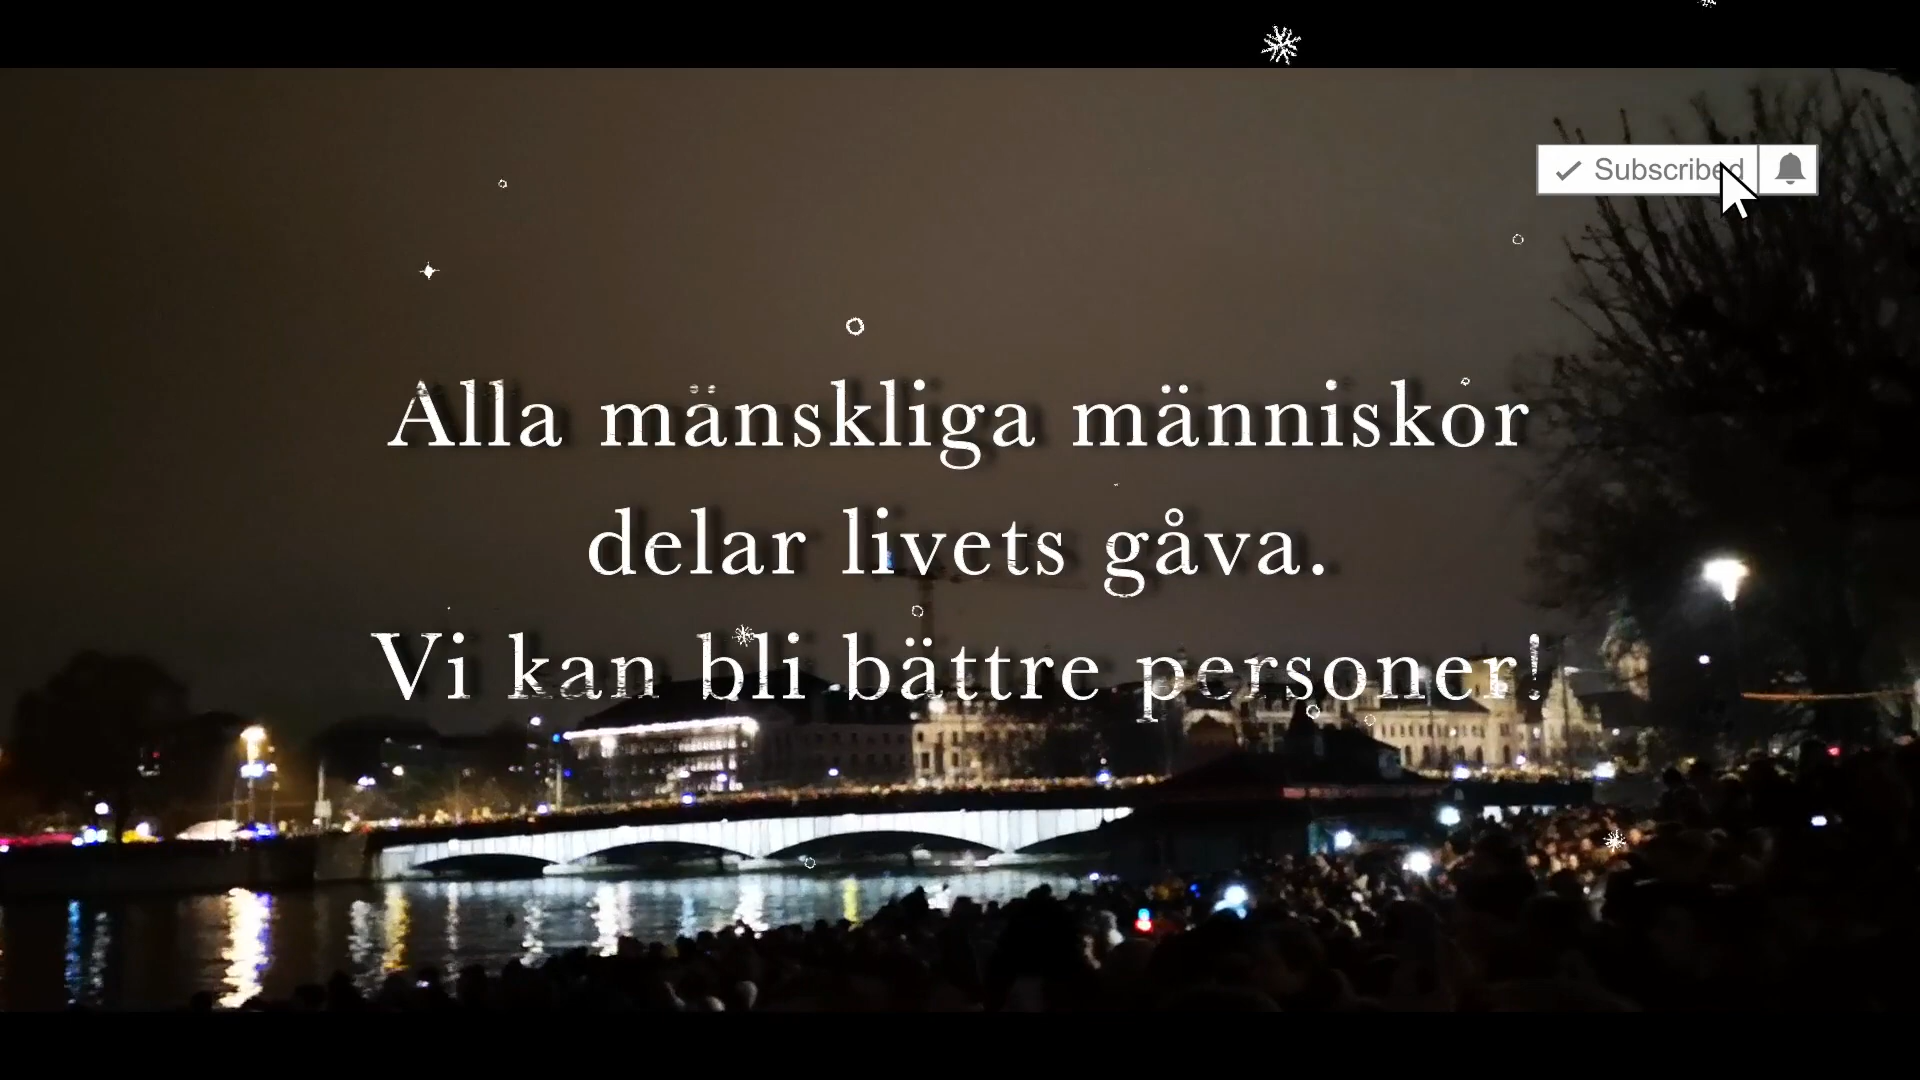 Subscribed
Alla mänskliga människor
delar livets gåva.
Vi kan bli bättre personer!